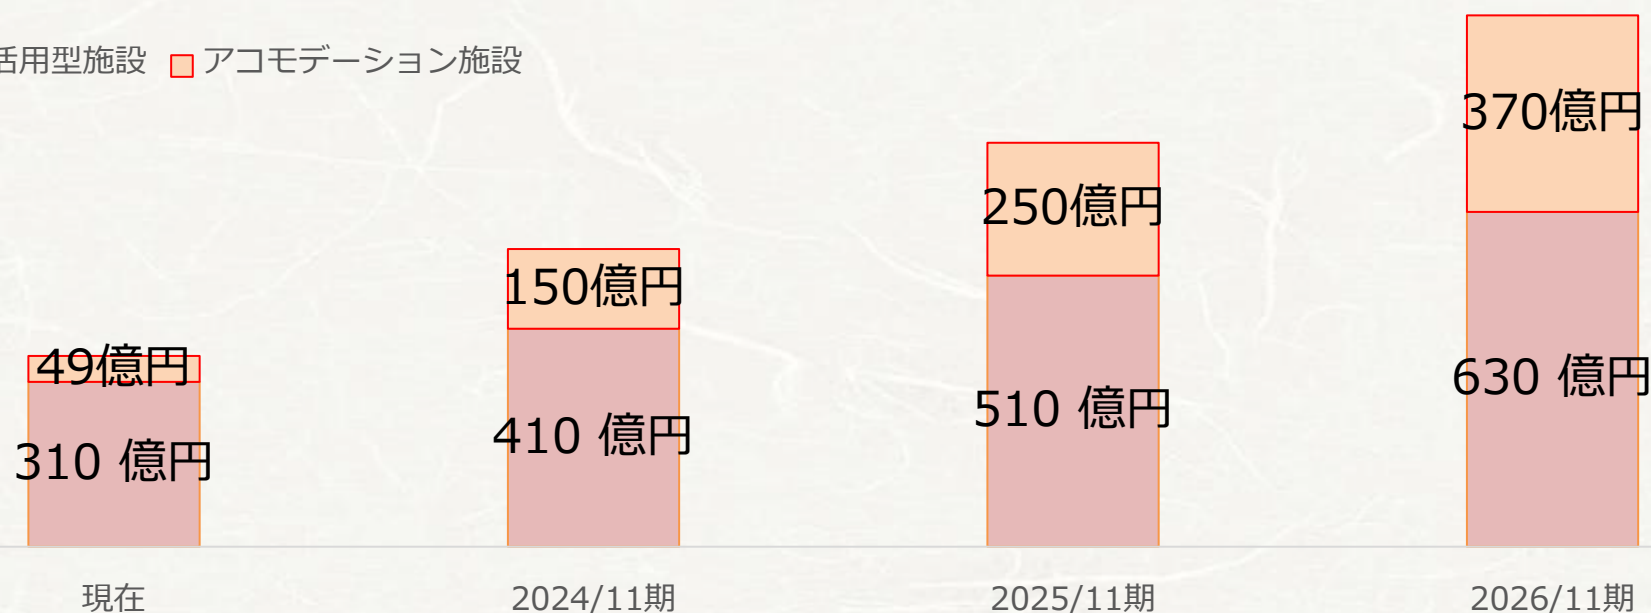 活用型施設 アコモデーション施設
370億円
250億円
150億円
49億円
630 億円
510 億円
410 億円
310 億円
現在 2024/11期 2025/11期 2026/11期